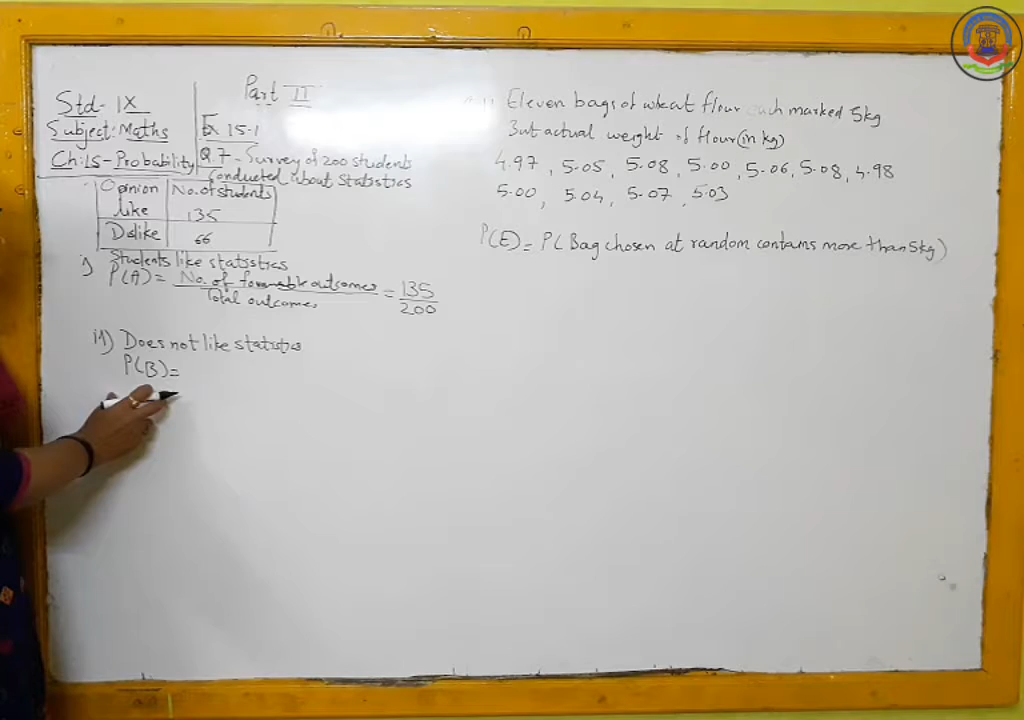 Std- IX
Subject: Maths
Ch:15-Probability
Part II
Ex 15.1
Q.7 - Survey of 200 students
conducted about Statistics
Opinion No. of students
like 135
Dislike 66
i) Students like statistics
P(A) = No. of favourable outcomes / Total outcomes = 135 / 200
ii) Does not like statistics
P(B) =
Eleven bags of wheat flour each marked 5kg
But actual weight of flour (in kg)
4.97, 5.05, 5.08, 5.00, 5.06, 5.08, 4.98
5.00, 5.04, 5.07, 5.03
P(E) = P( Bag chosen at random contains more than 5kg )